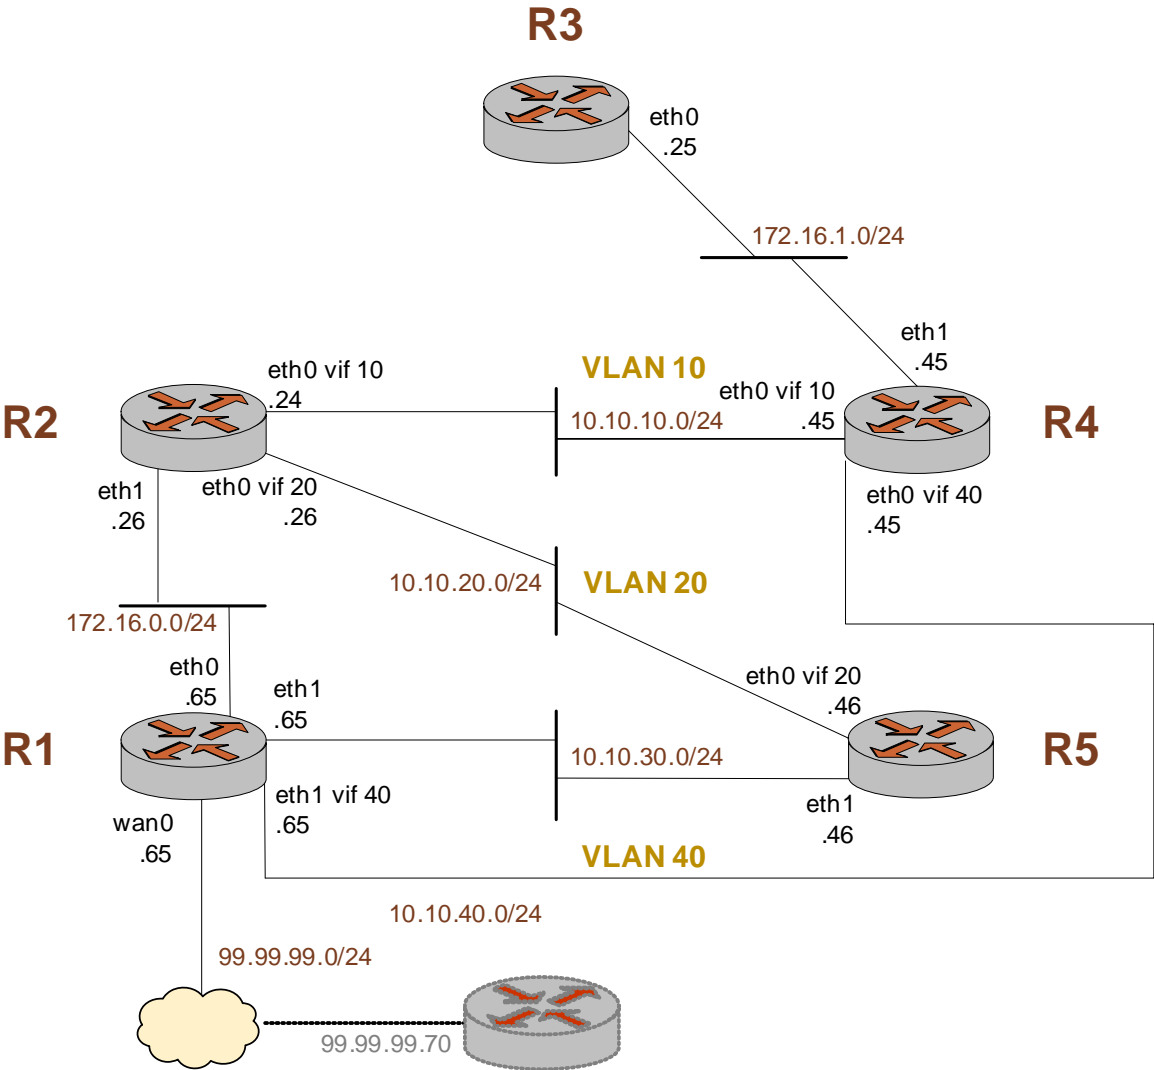 R3
eth0
.25
172.16.1.0/24
eth1
.45
VLAN 10
eth0 vif 10
.24
eth0 vif 10
.45
10.10.10.0/24
R2
R4
eth1
.26
eth0 vif 20
.26
eth0 vif 40
.45
10.10.20.0/24
VLAN 20
172.16.0.0/24
eth0
.65
eth1
.65
eth0 vif 20
.46
R1
10.10.30.0/24
R5
eth1 vif 40
.65
eth1
.46
wan0
.65
VLAN 40
10.10.40.0/24
99.99.99.0/24
99.99.99.70